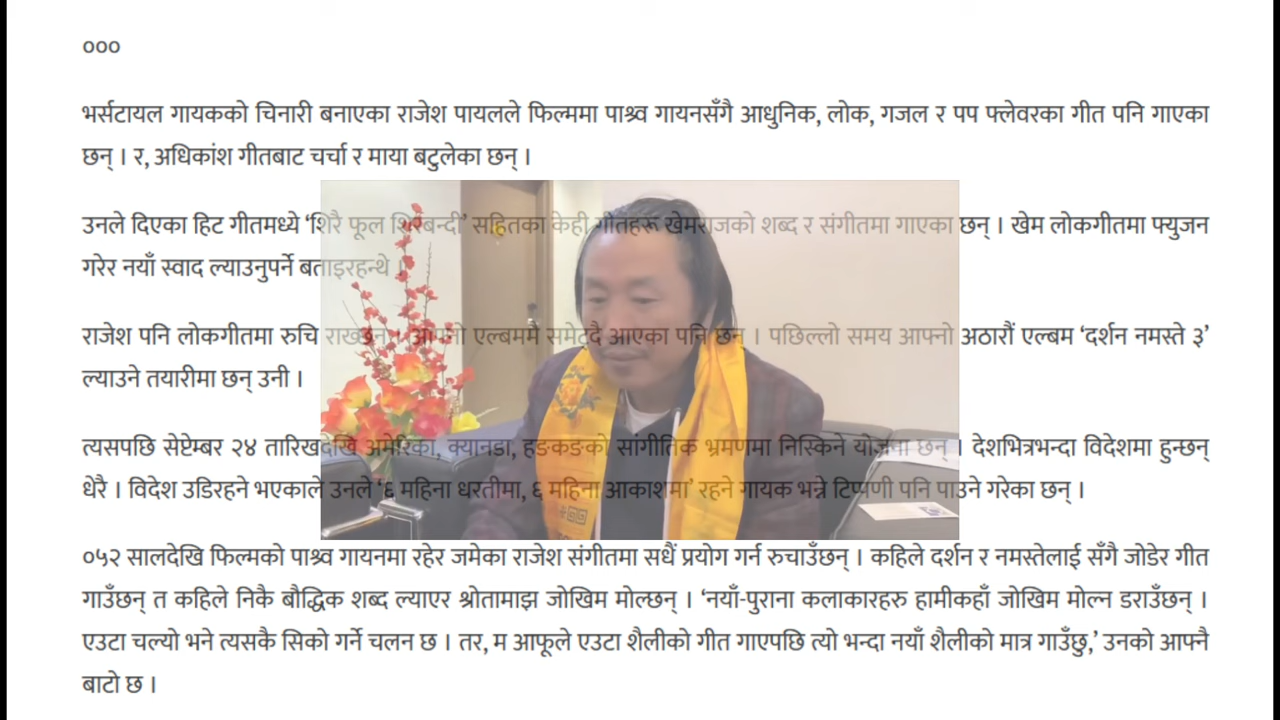 ०००
भर्सटायल गायकको चिनारी बनाएका राजेश पायलले फिल्ममा पाश्र्व गायनसँगै आधुनिक, लोक, गजल र पप फ्लेवरका गीत पनि गाएका
छन् । र, अधिकांश गीतबाट चर्चा र माया बटुलेका छन् ।
उनले दिएका हिट गीतमध्ये ‘शिरै फूल शिरबन्दी’ सहितका केही गीतहरू खेमराजको शब्द र संगीतमा गाएका छन् । खेम लोकगीतमा फ्युजन
गरेर नयाँ स्वाद ल्याउनुपर्ने बताइरहन्थे ।
राजेश पनि लोकगीतमा रुचि राख्छन् । आफ्नो एल्बममै समेट्दै आएका पनि छन् । पछिल्लो समय आफ्नो अठारौं एल्बम ‘दर्शन नमस्ते ३’
ल्याउने तयारीमा छन् उनी ।
त्यसपछि सेप्टेम्बर २४ तारिखदेखि अमेरिका, क्यानडा, हङकङको सांगीतिक भ्रमणमा निस्किने योजना छन् । देशभित्रभन्दा विदेशमा हुन्छन्
धेरै । विदेश उडिरहने भएकाले उनले ‘६ महिना धरतीमा, ६ महिना आकाशमा’ रहने गायक भन्ने टिप्पणी पनि पाउने गरेका छन् ।
०५२ सालदेखि फिल्मको पाश्र्व गायनमा रहेर जमेका राजेश संगीतमा सधैं प्रयोग गर्न रुचाउँछन् । कहिले दर्शन र नमस्तेलाई सँगै जोडेर गीत
गाउँछन् त कहिले निकै बौद्धिक शब्द ल्याएर श्रोतामाझ जोखिम मोल्छन् । ‘नयाँ-पुराना कलाकारहरु हामीकहाँ जोखिम मोल्न डराउँछन् ।
एउटा चल्यो भने त्यसकै सिको गर्ने चलन छ । तर, म आफूले एउटा शैलीको गीत गाएपछि त्यो भन्दा नयाँ शैलीको मात्र गाउँछु,’ उनको आफ्नै
बाटो छ ।